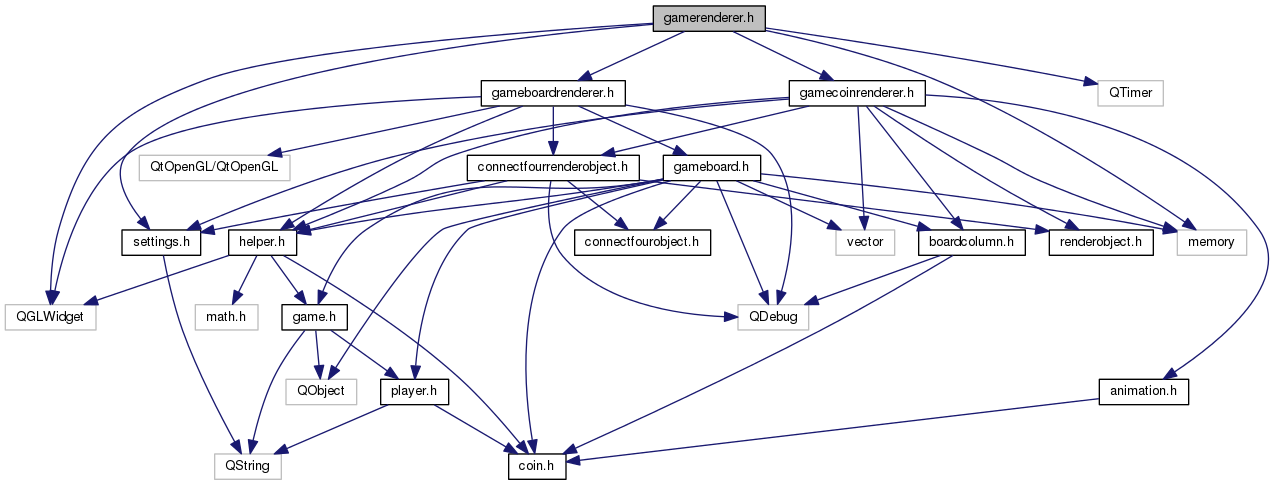 gamerenderer.h
gameboardrenderer.h
gamecoinrenderer.h
QTimer
QtOpenGL/QtOpenGL
connectfourrenderobject.h
gameboard.h
settings.h
helper.h
connectfourobject.h
vector
boardcolumn.h
renderobject.h
memory
QGLWidget
math.h
game.h
QDebug
QObject
player.h
animation.h
QString
coin.h